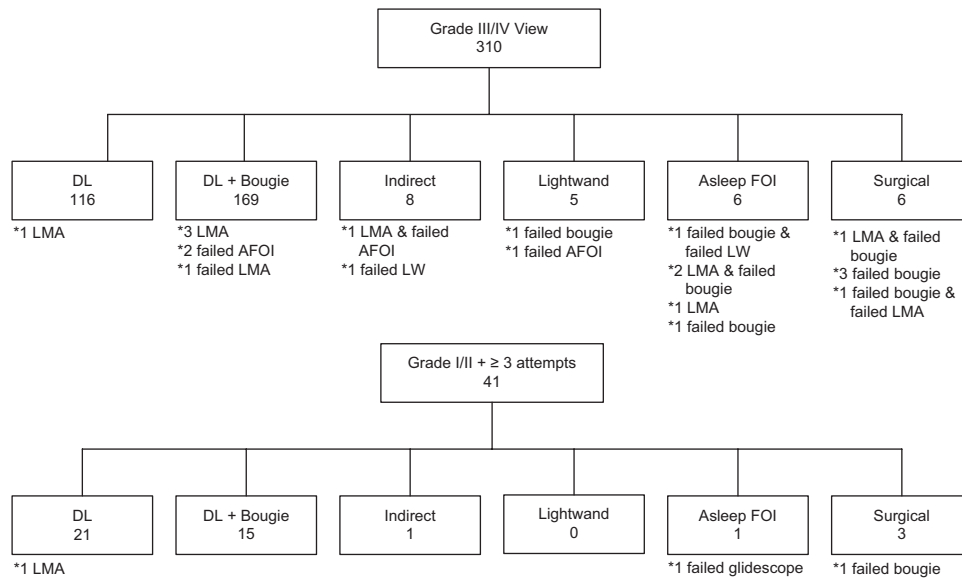 Grade III/IV View
310
DL
116
DL + Bougie
169
Indirect
8
Lightwand
5
Asleep FOI
6
Surgical
6
*1 LMA
*3 LMA
*2 failed AFOI
*1 failed LMA
*1 LMA & failed
AFOI
*1 failed LW
*1 failed bougie
*1 failed AFOI
*1 failed bougie &
failed LW
*2 LMA & failed
bougie
*1 LMA
*1 failed bougie
*1 LMA & failed
bougie
*3 failed bougie
*1 failed bougie &
failed LMA
Grade I/II + ≥ 3 attempts
41
DL
21
DL + Bougie
15
Indirect
1
Lightwand
0
Asleep FOI
1
Surgical
3
*1 LMA
*1 failed glidescope
*1 failed bougie